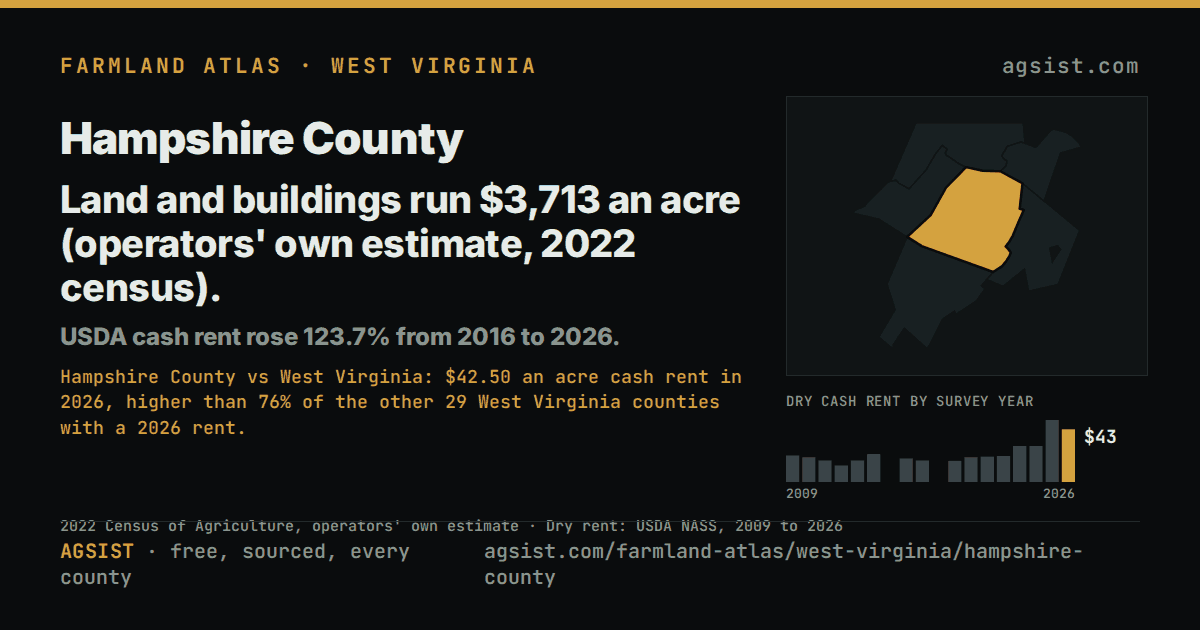 FARMLAND ATLAS · WEST VIRGINIA
agsist.com
Hampshire County
Land and buildings run $3,713 an acre
(operators' own estimate, 2022
census).
USDA cash rent rose 123.7% from 2016 to 2026.
Hampshire County vs West Virginia: $42.50 an acre cash rent in
2026, higher than 76% of the other 29 West Virginia counties
with a 2026 rent.
DRY CASH RENT BY SURVEY YEAR
$43
2009 2026
2022 Census of Agriculture, operators' own estimate · Dry rent: USDA NASS, 2009 to 2026
AGSIST · free, sourced, every
county
agsist.com/farmland-atlas/west-virginia/hampshire-
county